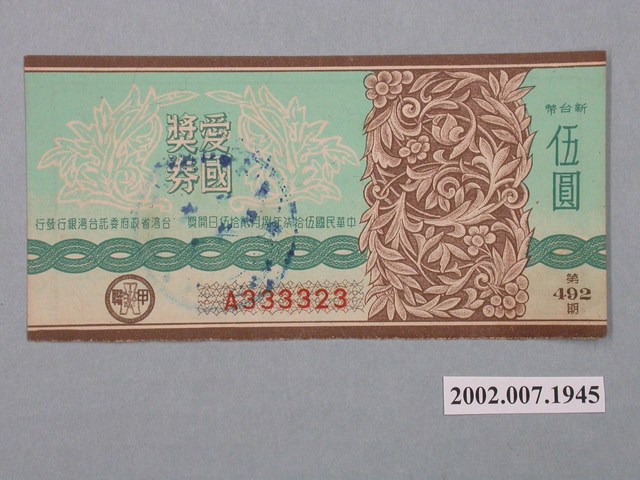 愛國
獎券
新台幣
伍圓
中華民國伍拾柒年捌月貳拾伍日開獎
台灣省政府委託台灣銀行發行
甲 聯
A333323
第
492
期
2002.007.1945